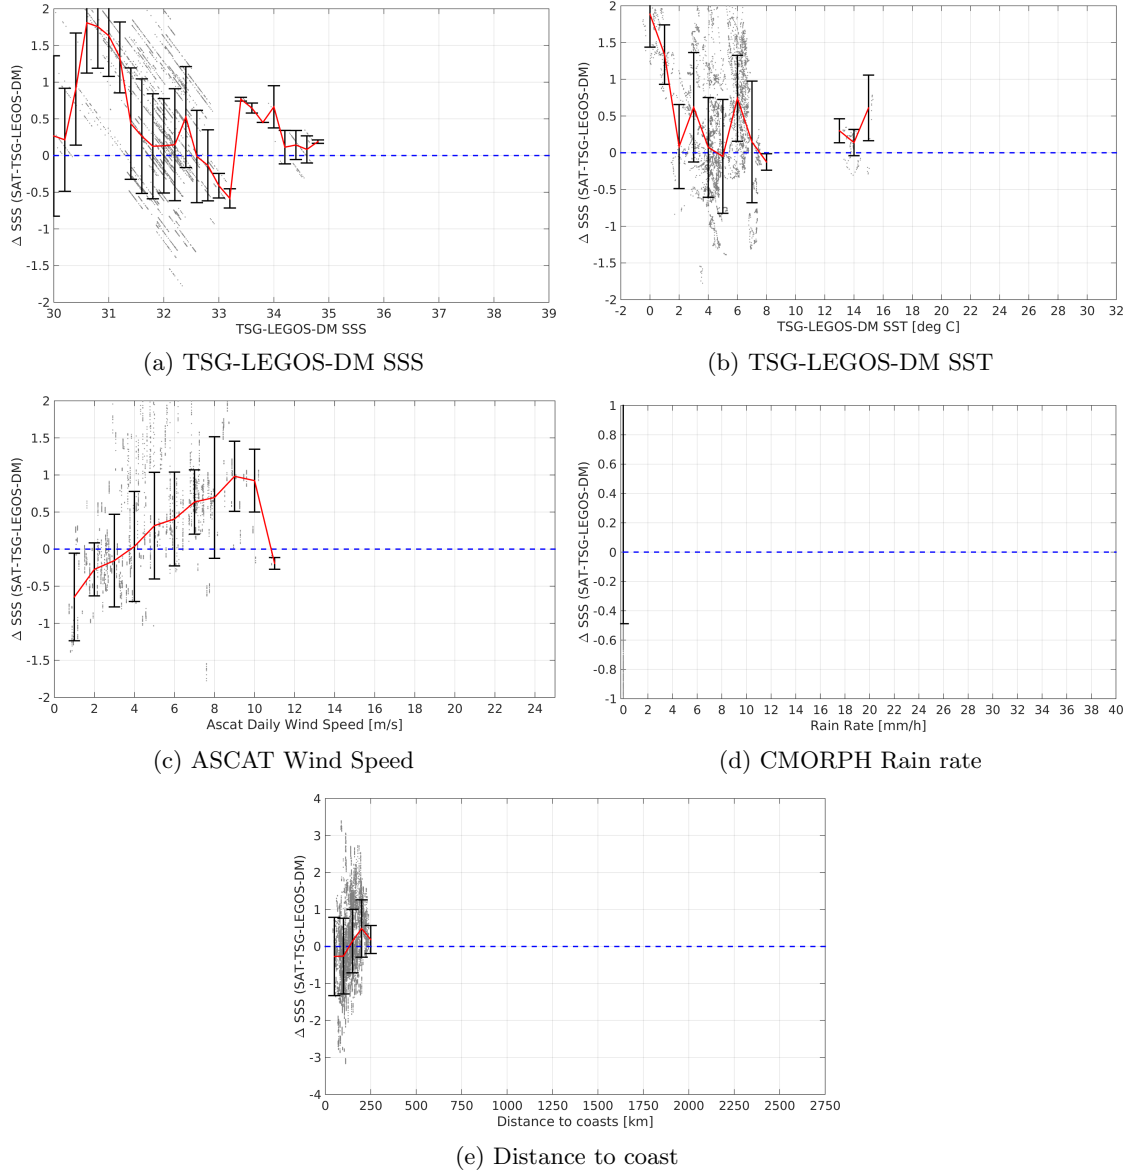 2
1.5
1
0.5
0
-0.5
-1
-1.5
-2
Δ SSS (SAT-TSG-LEGOS-DM)
30 31 32 33 34 35 36 37 38 39
TSG-LEGOS-DM SSS
(a) TSG-LEGOS-DM SSS
2
1.5
1
0.5
0
-0.5
-1
-1.5
-2
Δ SSS (SAT-TSG-LEGOS-DM)
-2 0 2 4 6 8 10 12 14 16 18 20 22 24 26 28 30 32
TSG-LEGOS-DM SST [deg C]
(b) TSG-LEGOS-DM SST
2
1.5
1
0.5
0
-0.5
-1
-1.5
-2
Δ SSS (SAT-TSG-LEGOS-DM)
0 2 4 6 8 10 12 14 16 18 20 22 24
Ascat Daily Wind Speed [m/s]
(c) ASCAT Wind Speed
1
0.8
0.6
0.4
0.2
0
-0.2
-0.4
-0.6
-0.8
-1
Δ SSS (SAT-TSG-LEGOS-DM)
0 2 4 6 8 10 12 14 16 18 20 22 24 26 28 30 32 34 36 38 40
Rain Rate [mm/h]
(d) CMORPH Rain rate
4
3
2
1
0
-1
-2
-3
-4
Δ SSS (SAT-TSG-LEGOS-DM)
0 250 500 750 1000 1250 1500 1750 2000 2250 2500 2750
Distance to coasts [km]
(e) Distance to coast